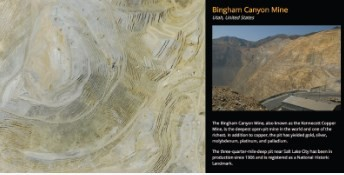 Bingham Canyon Mine
Utah, United States
The Bingham Canyon Mine, also known as the Kennecott Copper
Mine, is the deepest open-pit mine in the world and one of the
richest. In addition to copper, the pit has yielded gold, silver,
molybdenum, platinum, and palladium.
The three-quarter-mile-deep pit near Salt Lake City has been in
production since 1906 and is registered as a National Historic
Landmark.